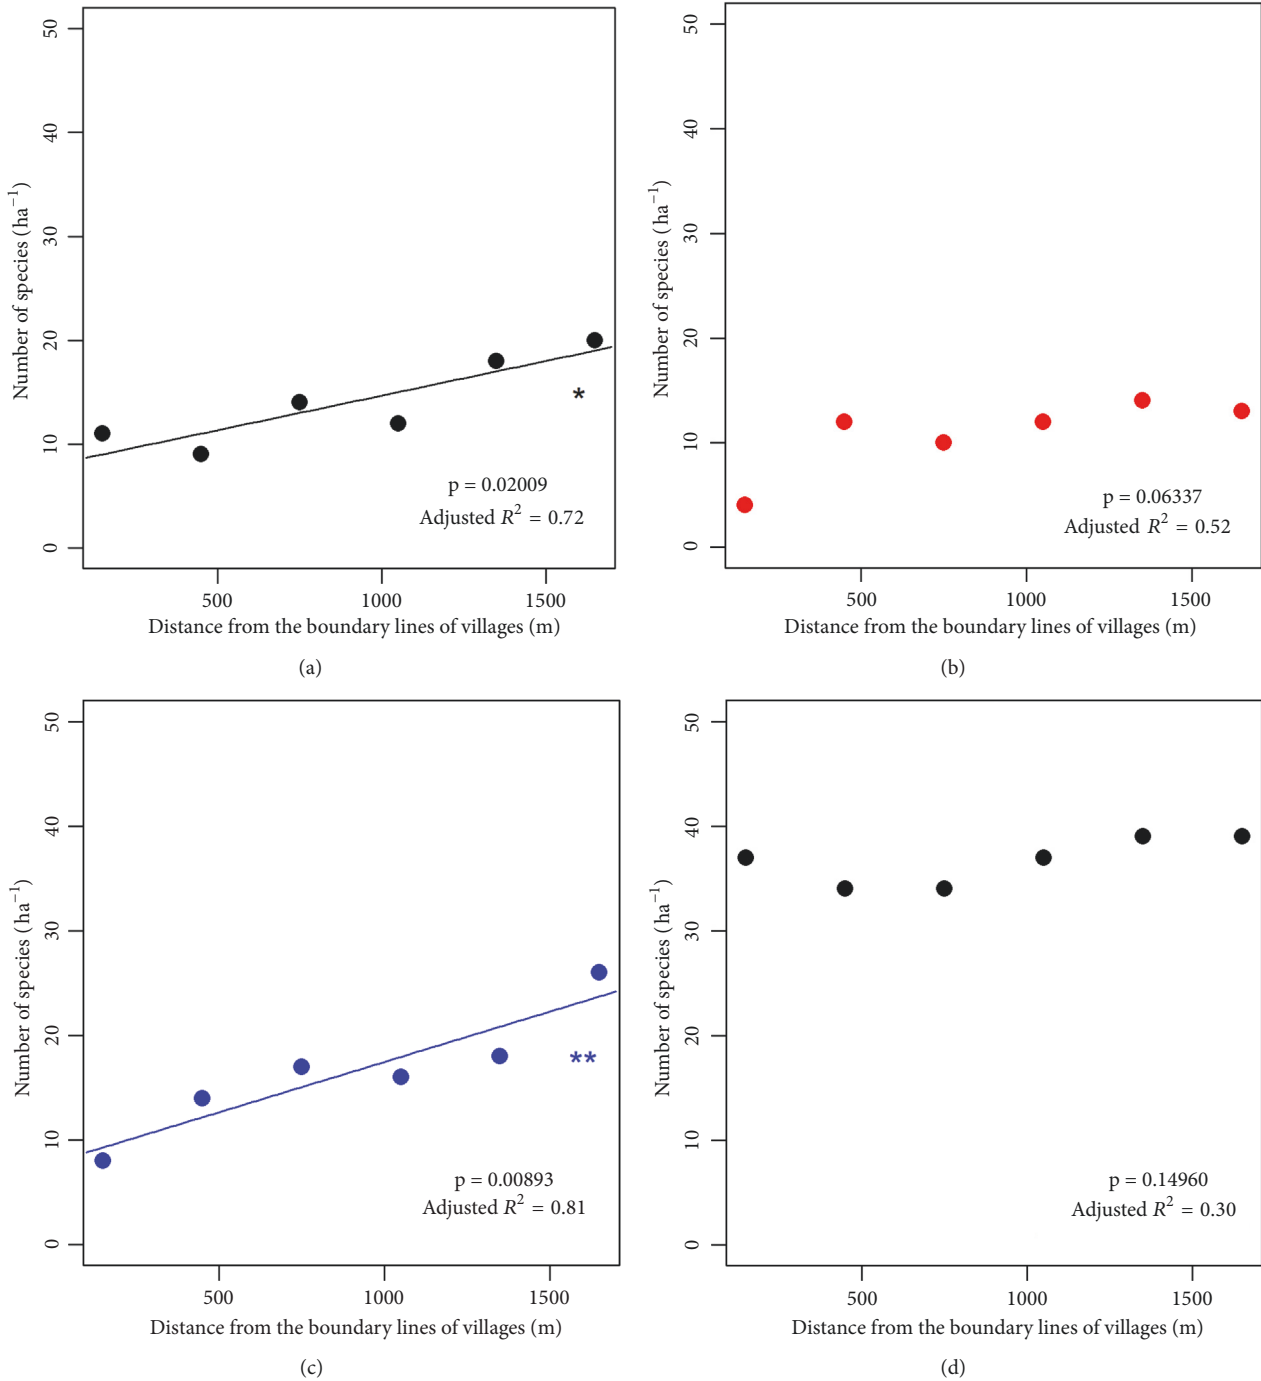 50
40
30
20
10
0
Number of species (ha⁻¹)
*
p = 0.02009
Adjusted R² = 0.72
500 1000 1500
Distance from the boundary lines of villages (m)
(a)
50
40
30
20
10
0
Number of species (ha⁻¹)
p = 0.06337
Adjusted R² = 0.52
500 1000 1500
Distance from the boundary lines of villages (m)
(b)
50
40
30
20
10
0
Number of species (ha⁻¹)
**
p = 0.00893
Adjusted R² = 0.81
500 1000 1500
Distance from the boundary lines of villages (m)
(c)
50
40
30
20
10
0
Number of species (ha⁻¹)
p = 0.14960
Adjusted R² = 0.30
500 1000 1500
Distance from the boundary lines of villages (m)
(d)